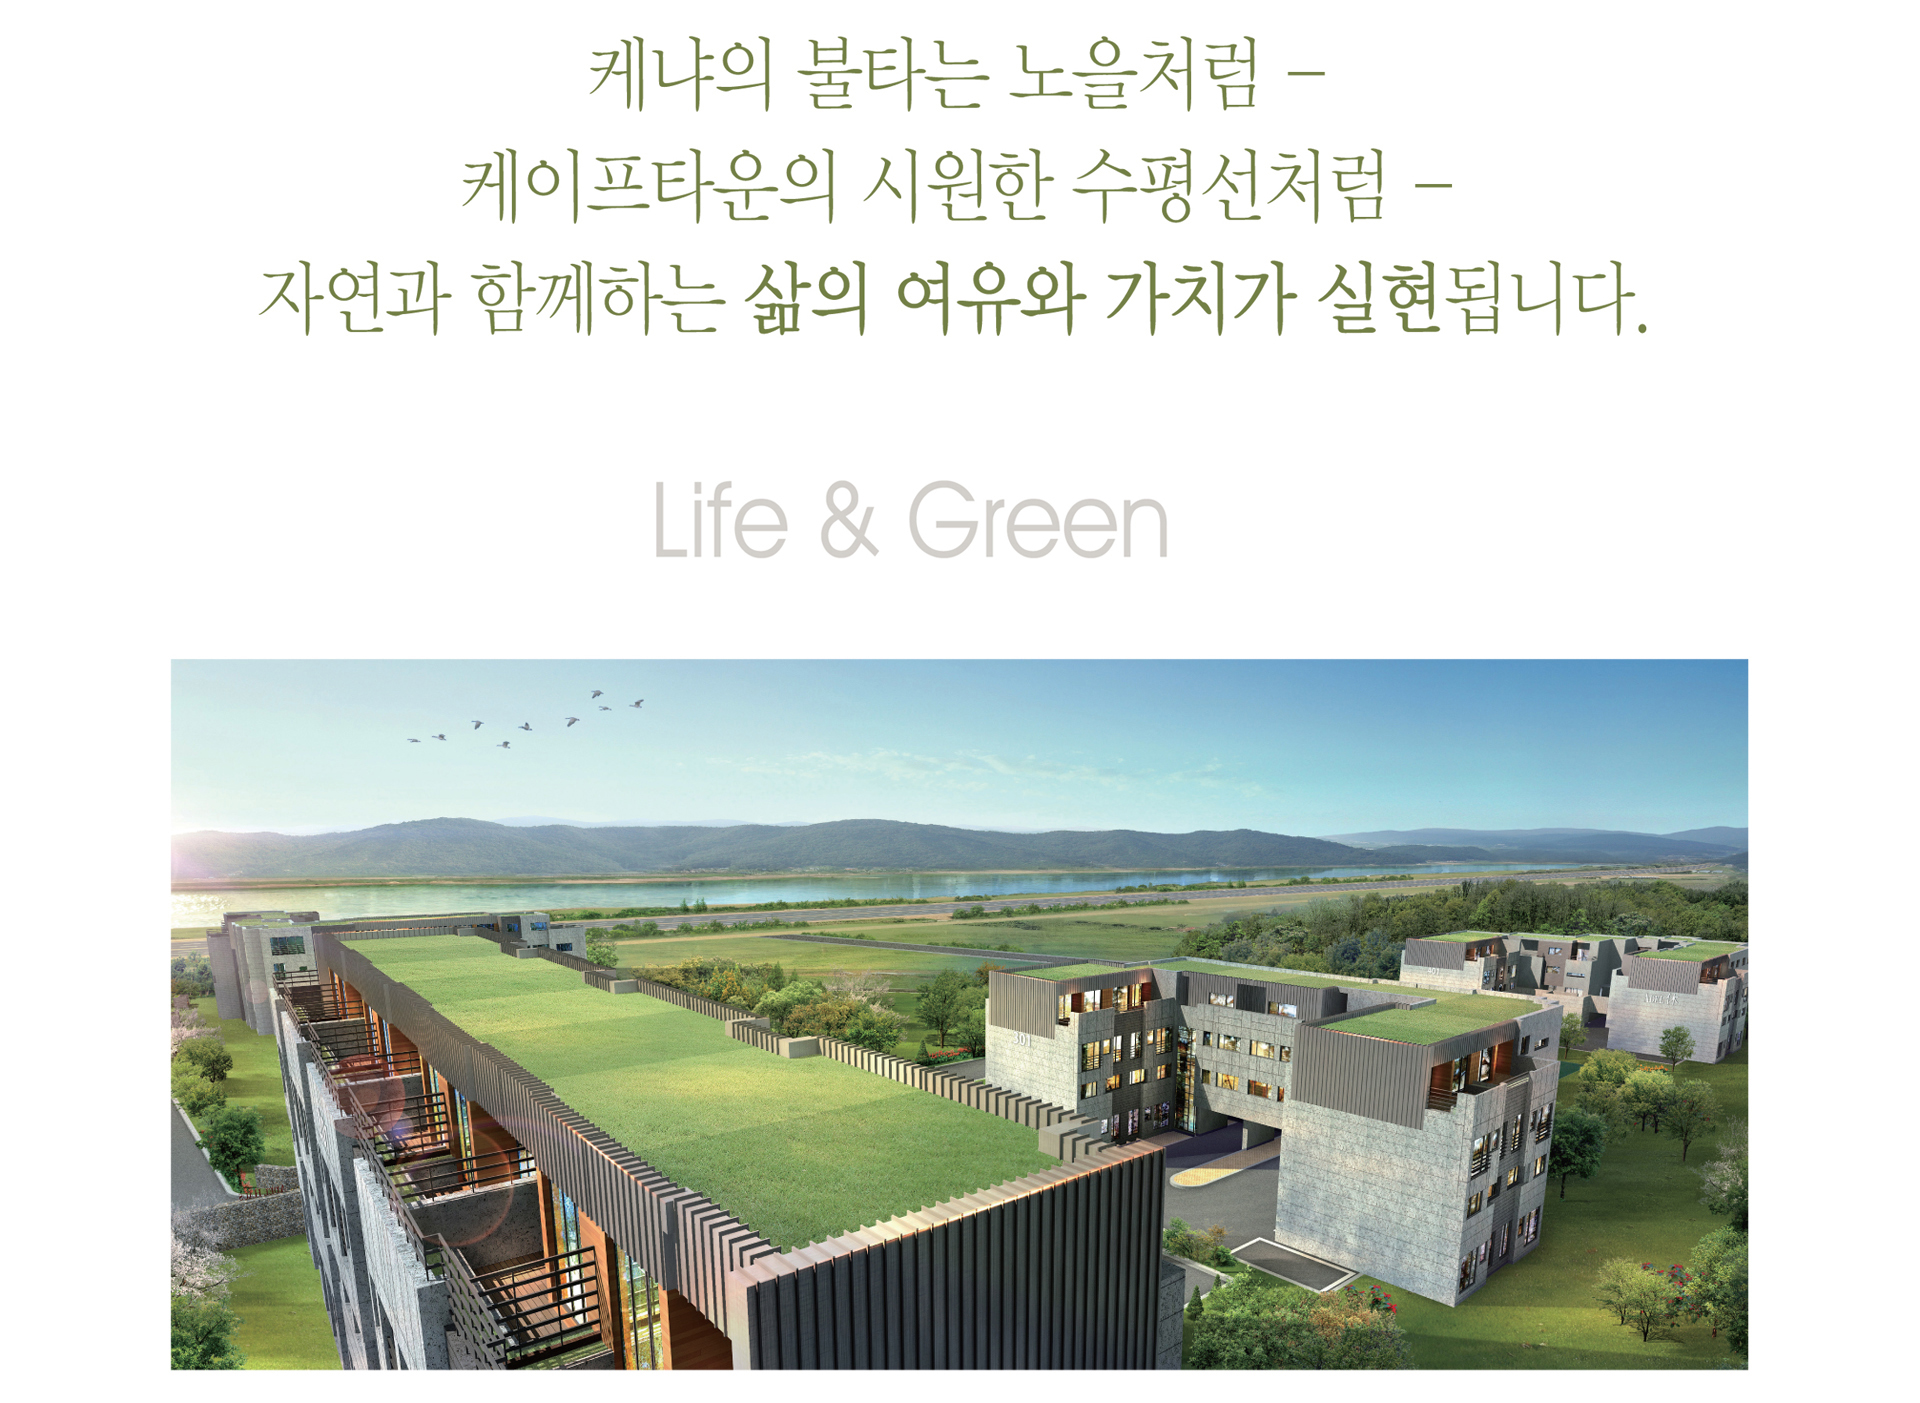 케냐의 불타는 노을처럼 –
케이프타운의 시원한 수평선처럼 –
자연과 함께하는 삶의 여유와 가치가 실현됩니다.
Life & Green
301
401